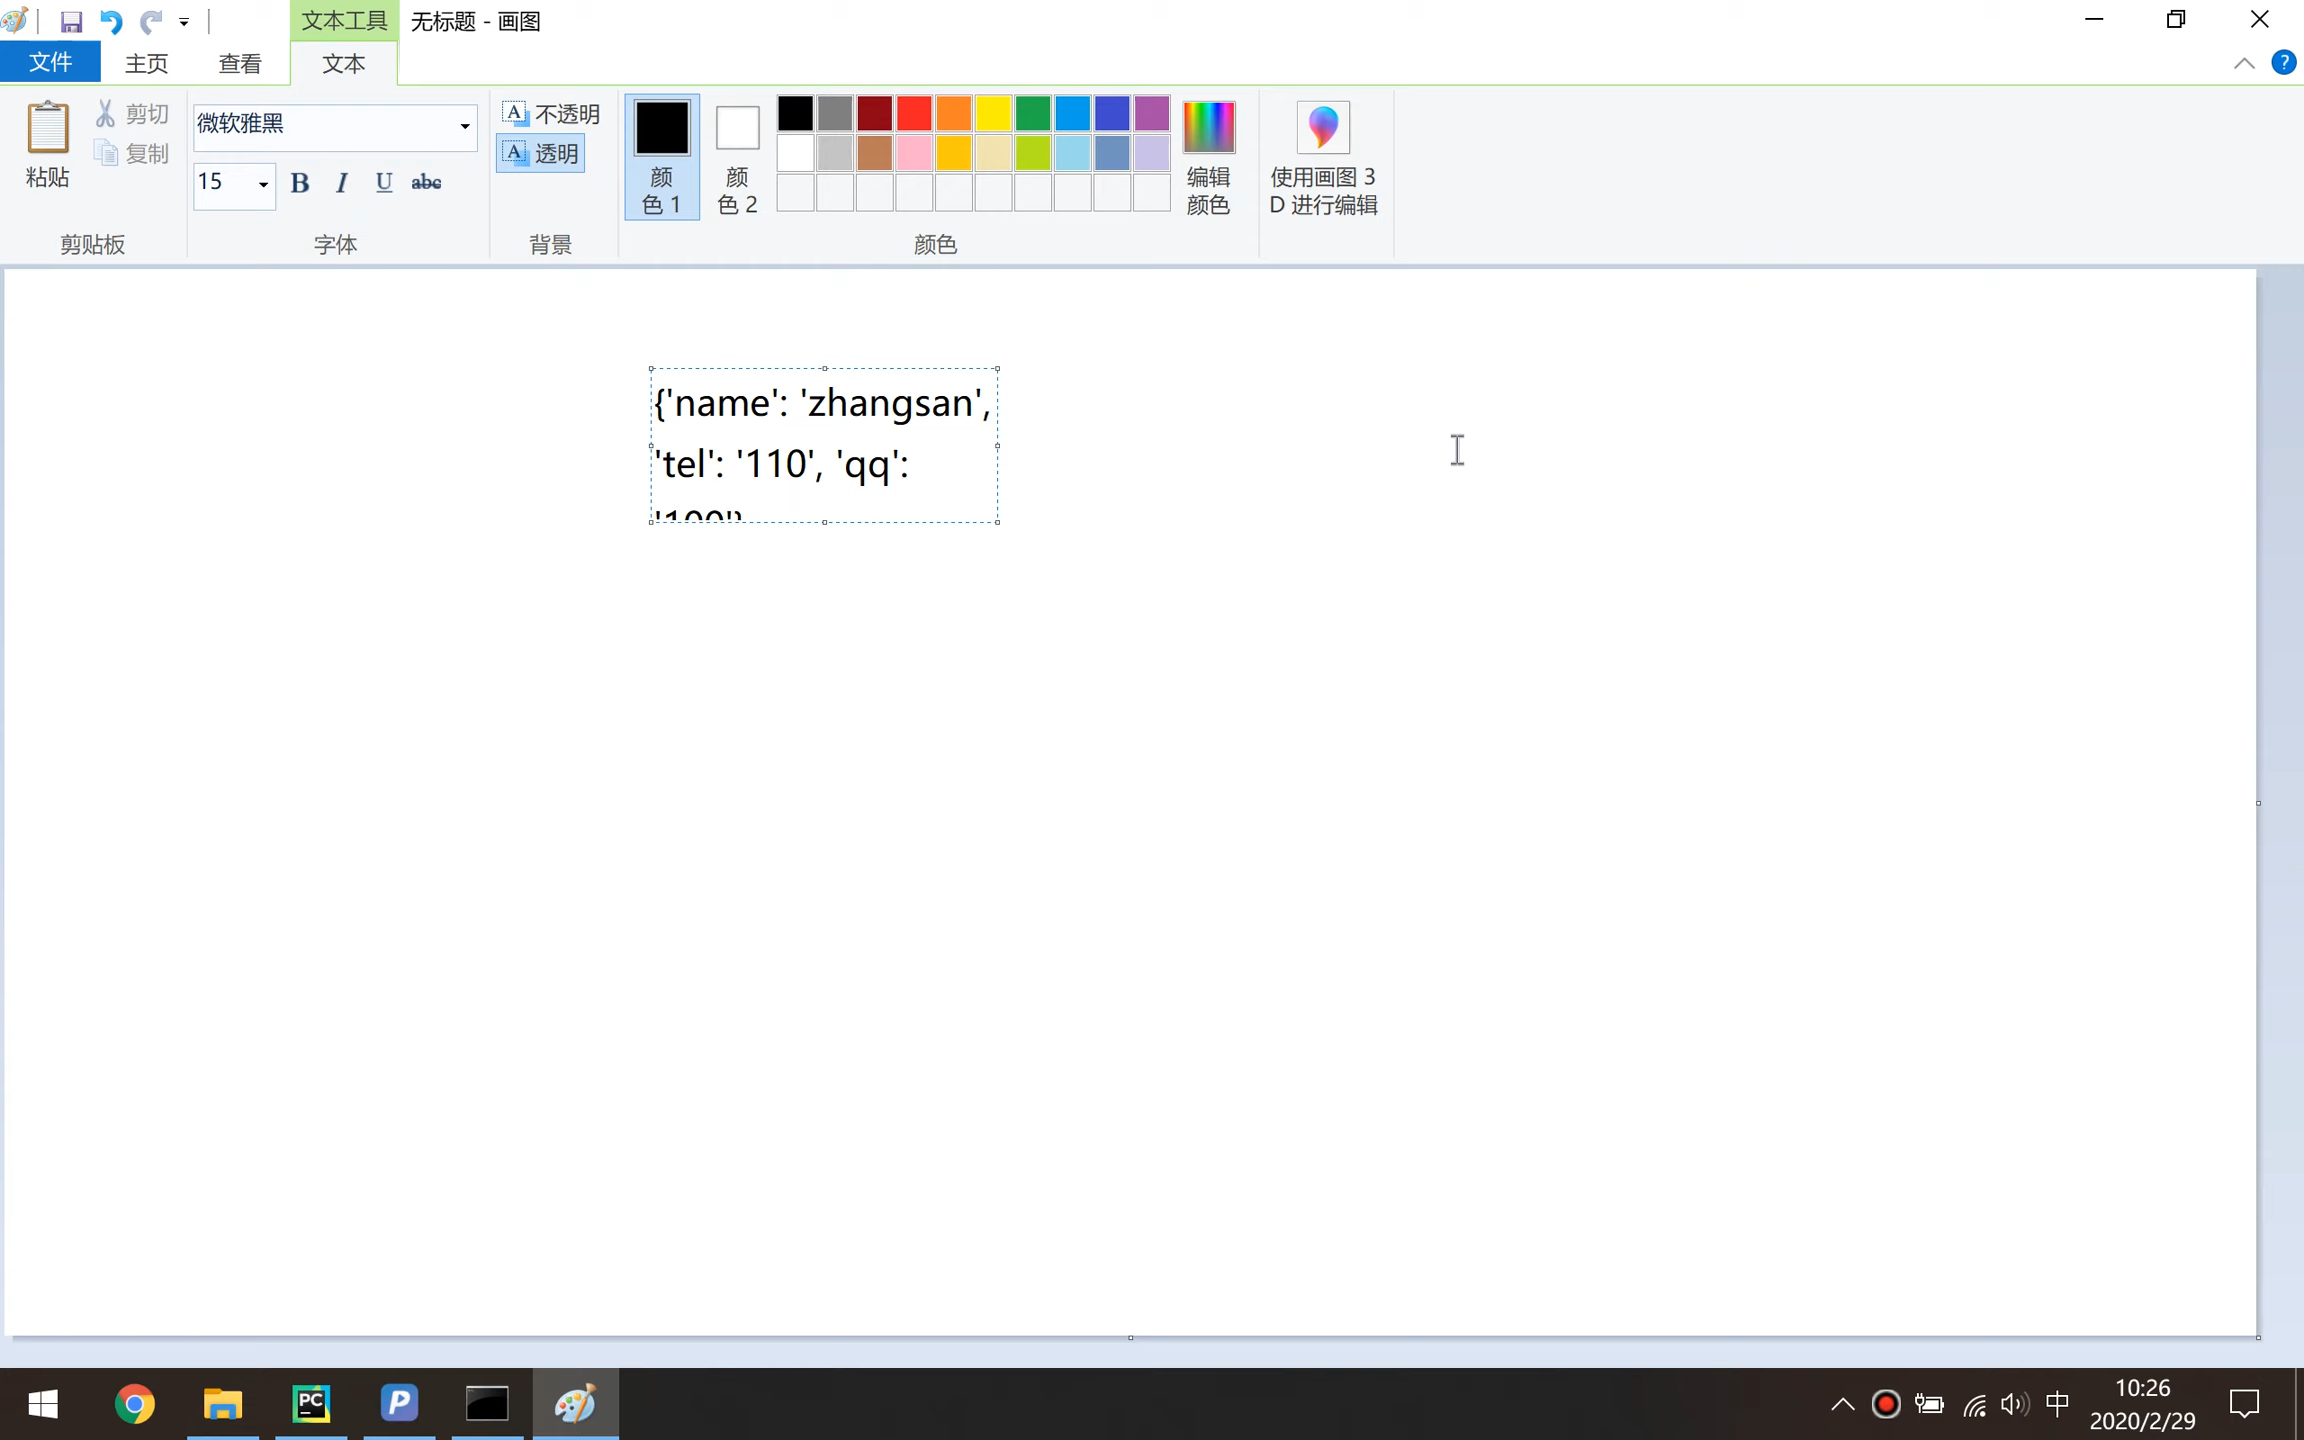 文本工具 无标题 - 画图
文件 主页 查看 文本
粘贴
剪切
复制
剪贴板
微软雅黑
15 B I U abc
字体
不透明
透明
背景
颜
色 1
颜
色 2
编辑
颜色
颜色
使用画图 3
D 进行编辑
{'name': 'zhangsan',
'tel': '110', 'qq':
'100'}
PC
P
中
10:26
2020/2/29